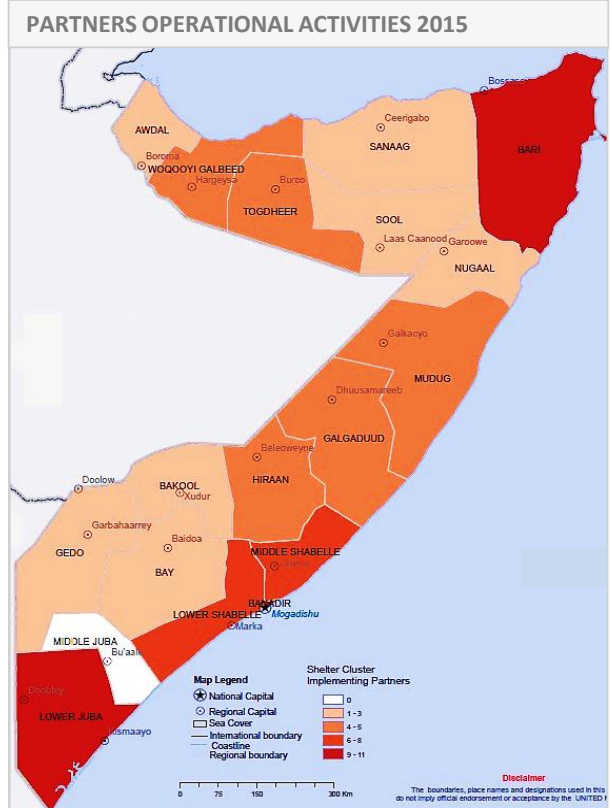 PARTNERS OPERATIONAL ACTIVITIES 2015
AWDAL
Boroma
WOQOOYI GALBEED
Hargeysa
Burco
TOGDHEER
Ceerigabo
SANAAG
SOOL
Laas Caanood
Garoowe
NUGAAL
BARI
Galkacyo
MUDUG
Dhuusamareeb
GALGADUUD
Beledweyne
HIRAAN
Doolow
BAKOOL
Xudur
Garbahaarrey
GEDO
Baidoa
BAY
MIDDLE SHABELLE
BANADIR
Mogadishu
LOWER SHABELLE
Marka
MIDDLE JUBA
Bu'aale
Dhobley
LOWER JUBA
Kismaayo
Map Legend
National Capital
Regional Capital
Sea Cover
International boundary
Coastline
Regional boundary
Shelter Cluster
Implementing Partners
0
1 - 3
4 - 5
6 - 8
9 - 11
0 75 150 300 Km
Disclaimer
The boundaries, place names and designations used in this
do not imply official endorsement or acceptance by the UNITED